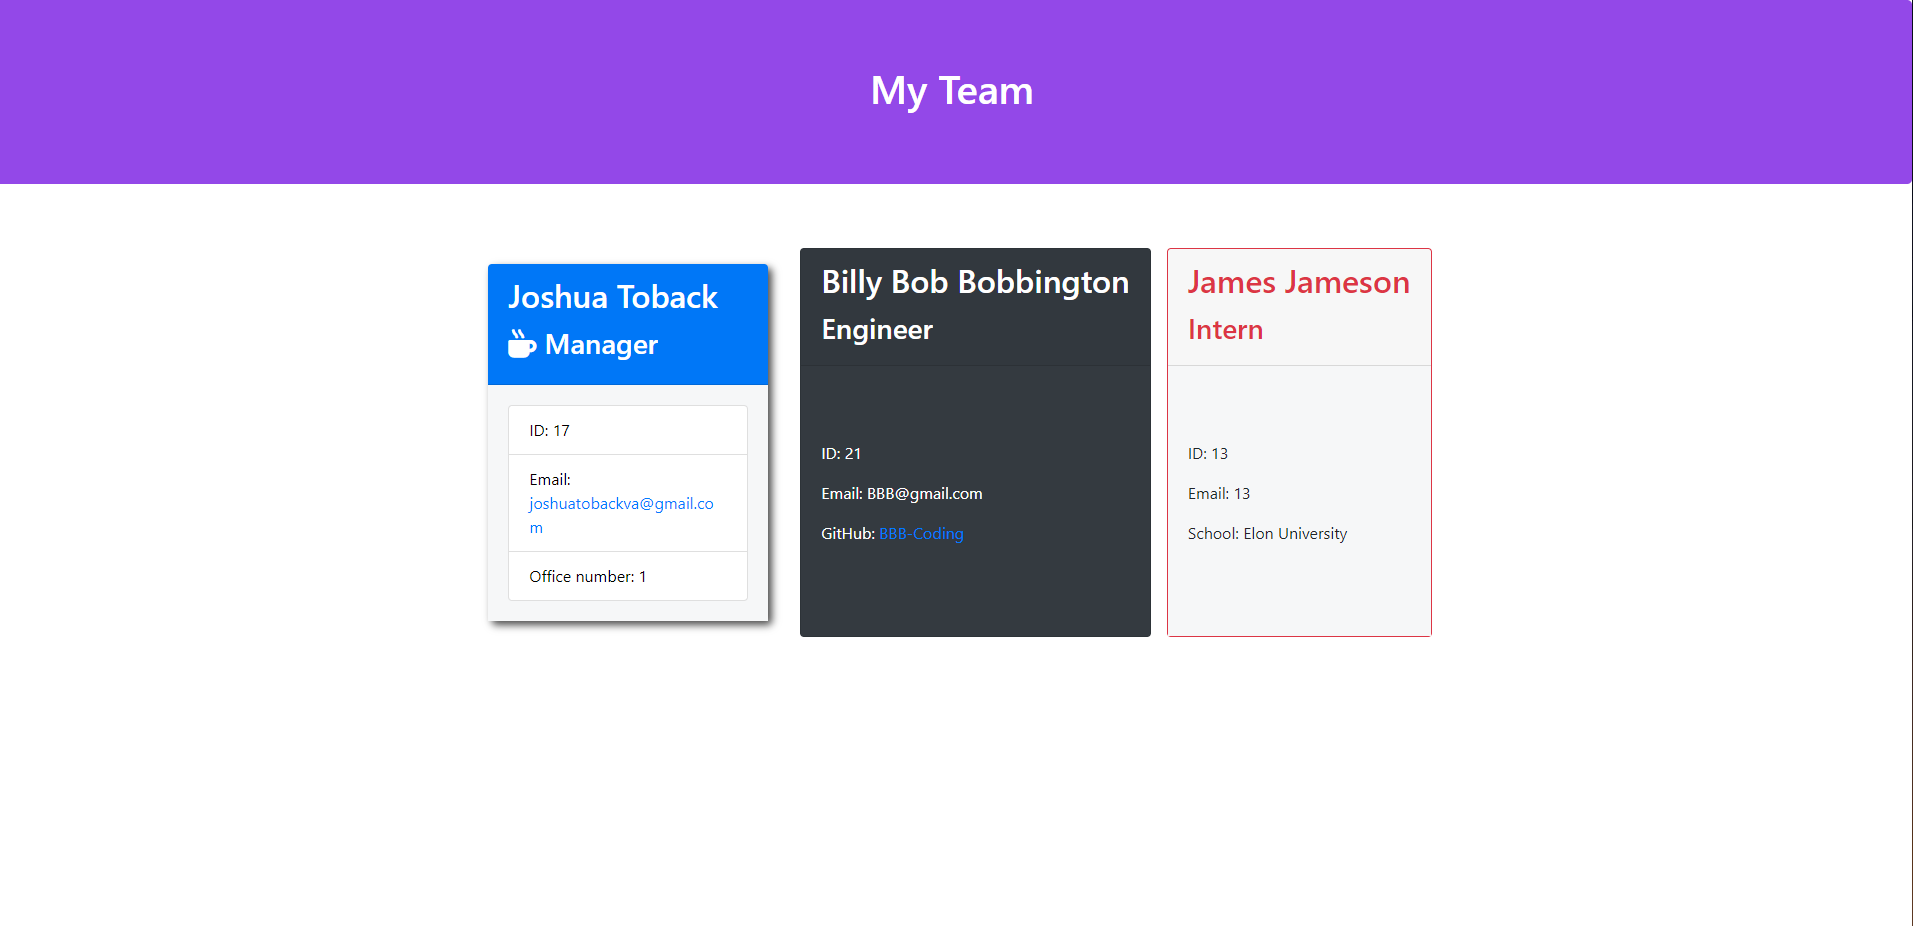 My Team
Joshua Toback
Manager
ID: 17
Email:
joshuatobackva@gmail.co
m
Office number: 1
Billy Bob Bobbington
Engineer
ID: 21
Email: BBB@gmail.com
GitHub: BBB-Coding
James Jameson
Intern
ID: 13
Email: 13
School: Elon University